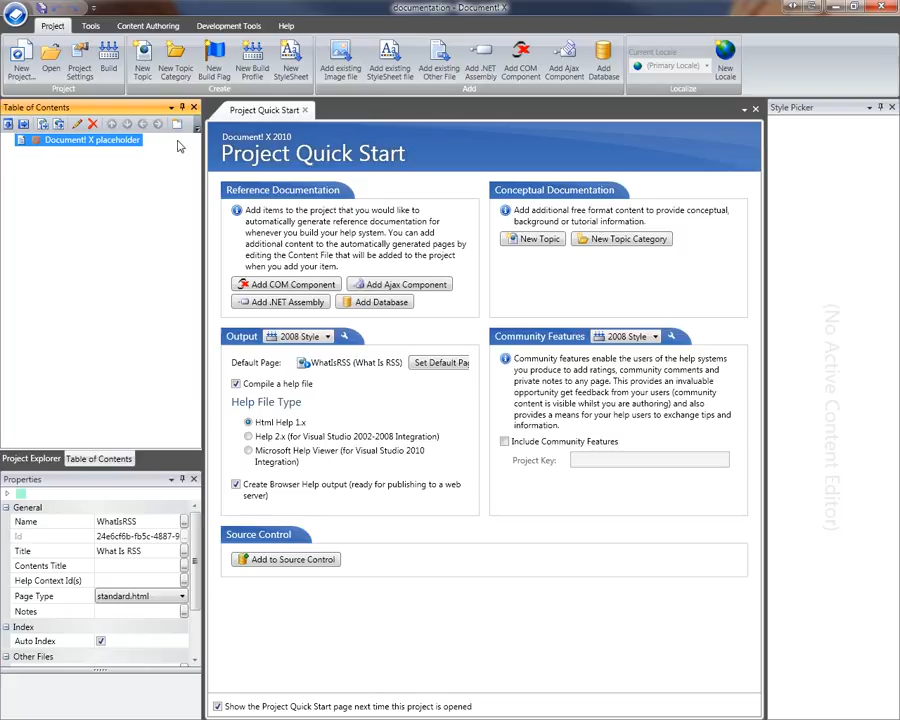 documentation - Document! X
Project Tools Content Authoring Document! Editor Help
New Project... Open Project Settings Build
New Topic New Topic Category New Build Flag New Build Profile New StyleSheet
Add existing Image file Add existing StyleSheet file Add existing Other File Add .NET Assembly Add COM Component Add Ajax Component Add Database
Current Locale
(Primary Locale)
New Locale
Project Create Add Localize
Table of Contents
Document! X placeholder
Project Quick Start
Style Picker
Document! X 2010
Project Quick Start
Reference Documentation
Add items to the project that you would like to
automatically generate reference documentation for
whenever you build your help system. You can add
additional content to the automatically generated pages by
editing the Content File that will be added to the project
when you add your item.
Add COM Component Add Ajax Component
Add .NET Assembly Add Database
Conceptual Documentation
Add additional free format content to provide conceptual,
background or tutorial information.
New Topic New Topic Category
Output 2008 Style
Default Page: WhatIsRSS (What Is RSS) Set Default Pag
Compile a help file
Help File Type
Html Help 1.x
Help 2.x (for Visual Studio 2002-2008 Integration)
Microsoft Help Viewer (for Visual Studio 2010
Integration)
Create Browser Help output (ready for publishing to a web
server)
Community Features 2008 Style
Community features enable the users of the help systems
you produce to add ratings, community comments and
private notes to any page. This provides an invaluable
opportunity get feedback from your users (community
content is visible whilst you are authoring) and also
provides a means for your help users to exchange tips and
information.
Include Community Features
Project Key:
Source Control
Add to Source Control
Show the Project Quick Start page next time this project is opened
(No Active Content Editor)
Project Explorer Table of Contents
Properties
General
Name WhatIsRSS
Id 24e6cf6b-fb5c-4887-9...
Title What Is RSS
Contents Title
Help Context Id(s)
Page Type standard.html
Notes
Index
Auto Index
Other Files